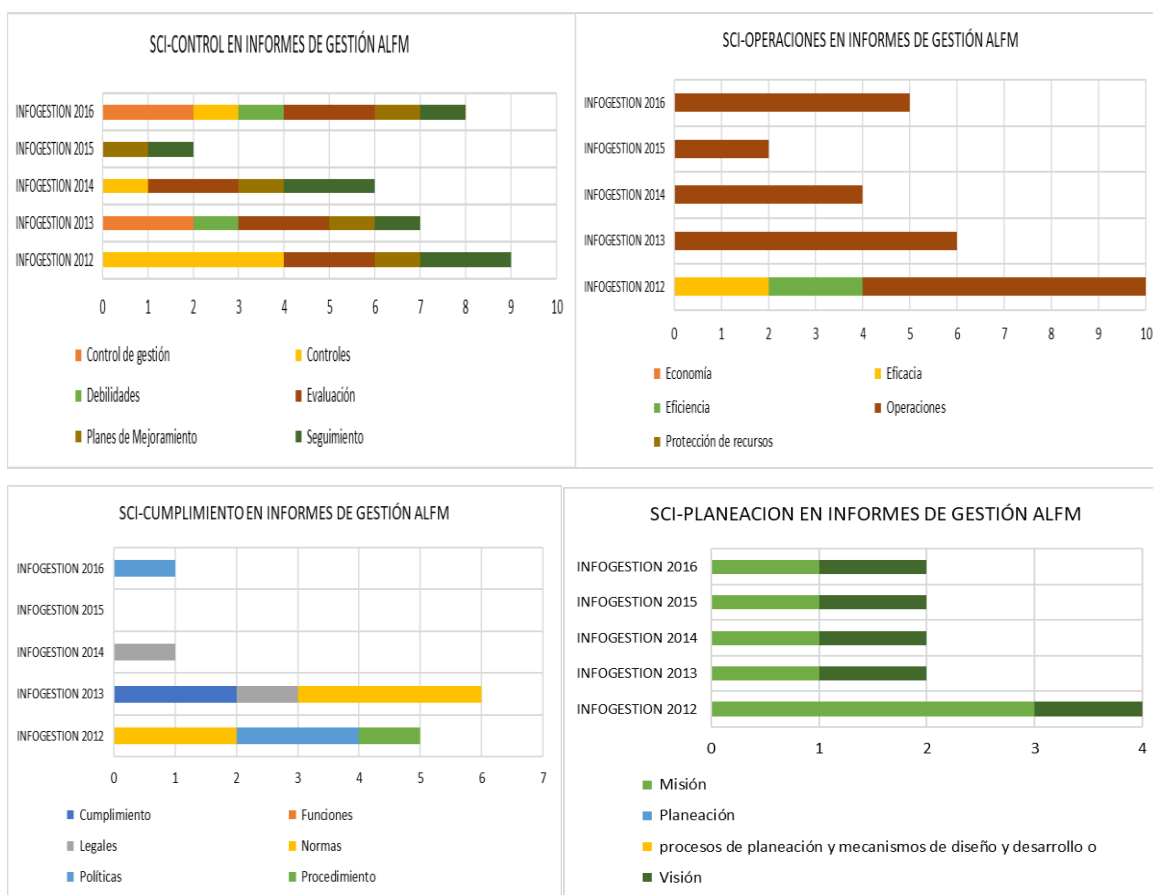 SCI-CONTROL EN INFORMES DE GESTIÓN ALFM
INFOGESTION 2016
INFOGESTION 2015
INFOGESTION 2014
INFOGESTION 2013
INFOGESTION 2012
0 1 2 3 4 5 6 7 8 9 10
Control de gestión Controles
Debilidades Evaluación
Planes de Mejoramiento Seguimiento
SCI-OPERACIONES EN INFORMES DE GESTIÓN ALFM
INFOGESTION 2016
INFOGESTION 2015
INFOGESTION 2014
INFOGESTION 2013
INFOGESTION 2012
0 1 2 3 4 5 6 7 8 9 10
Economía Eficacia
Eficiencia Operaciones
Protección de recursos
SCI-CUMPLIMIENTO EN INFORMES DE GESTIÓN ALFM
INFOGESTION 2016
INFOGESTION 2015
INFOGESTION 2014
INFOGESTION 2013
INFOGESTION 2012
0 1 2 3 4 5 6 7
Cumplimiento Funciones
Legales Normas
Políticas Procedimiento
SCI-PLANEACION EN INFORMES DE GESTIÓN ALFM
INFOGESTION 2016
INFOGESTION 2015
INFOGESTION 2014
INFOGESTION 2013
INFOGESTION 2012
0 1 2 3 4
Misión
Planeación
procesos de planeación y mecanismos de diseño y desarrollo o
Visión